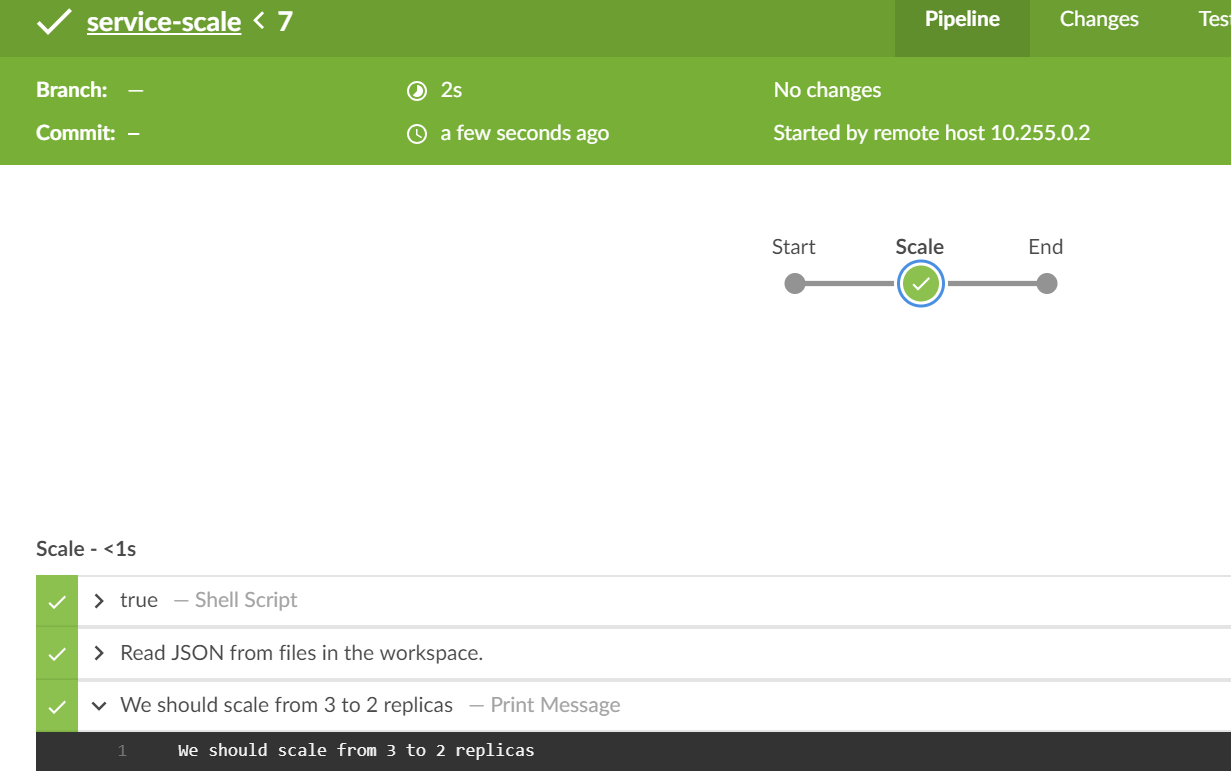 service-scale < 7
Pipeline
Changes
Branch: —
2s
No changes
Commit: –
a few seconds ago
Started by remote host 10.255.0.2
Start
Scale
End
Scale - <1s
true — Shell Script
Read JSON from files in the workspace.
We should scale from 3 to 2 replicas — Print Message
1 We should scale from 3 to 2 replicas